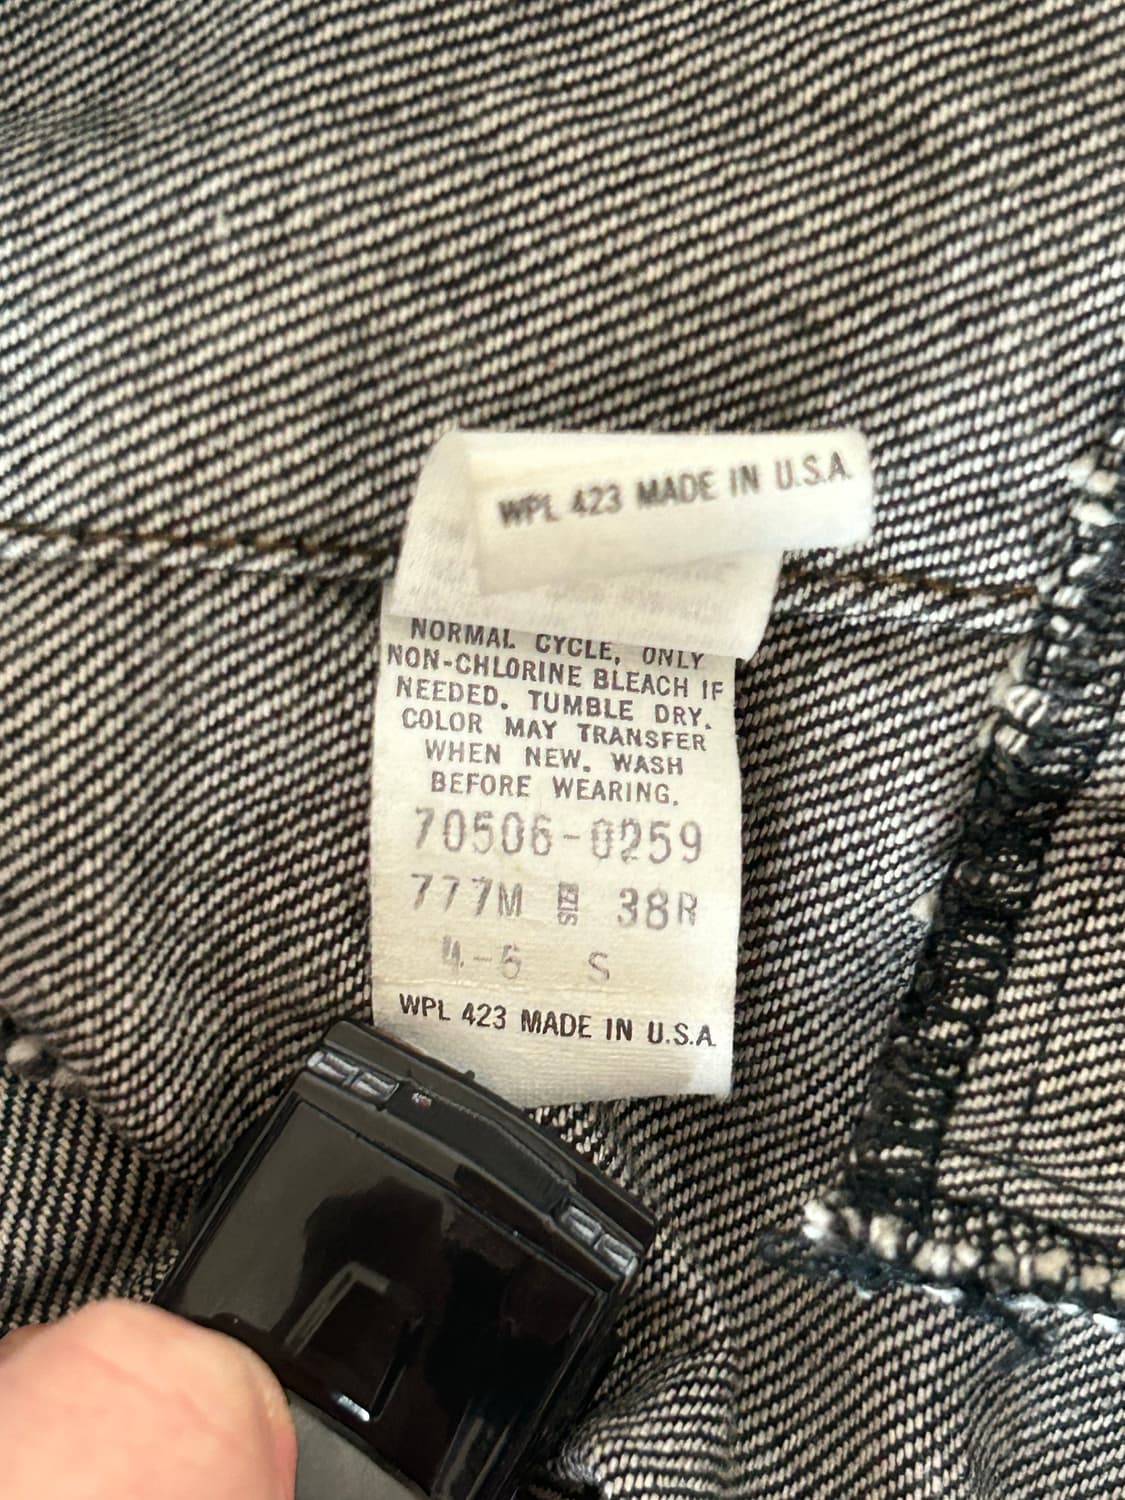 WPL 423 MADE IN U.S.A.
NORMAL CYCLE, ONLY
NON-CHLORINE BLEACH IF
NEEDED. TUMBLE DRY.
COLOR MAY TRANSFER
WHEN NEW. WASH
BEFORE WEARING.
70506-0259
777M SIZE 38R
4-6 S
WPL 423 MADE IN U.S.A.